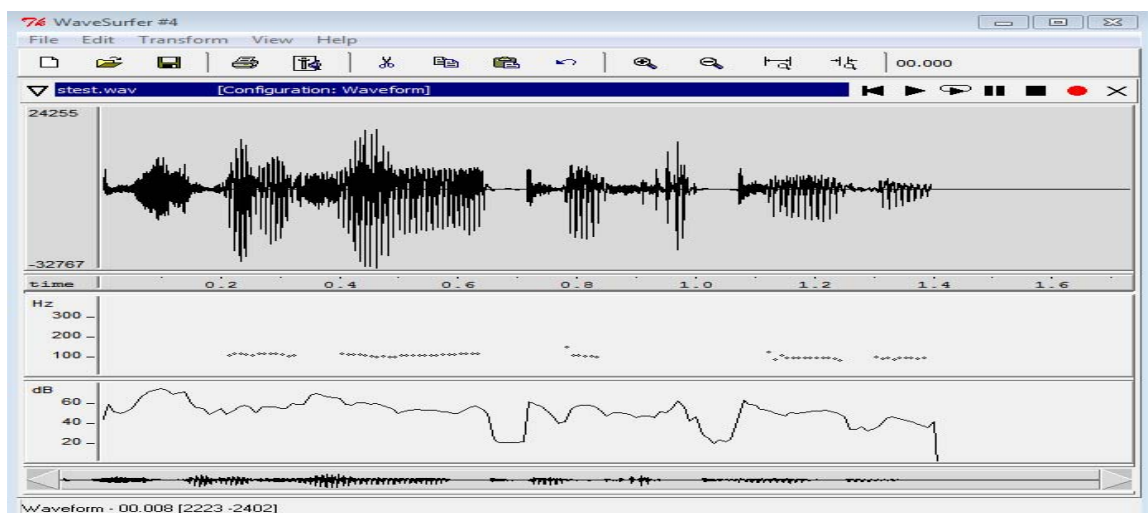 WaveSurfer #4
File Edit Transform View Help
00.000
stest.wav [Configuration: Waveform]
24255
-32767
time 0.2 0.4 0.6 0.8 1.0 1.2 1.4 1.6
Hz
300
200
100
dB
60
40
20
Waveform - 00.008 [2223 -2402]